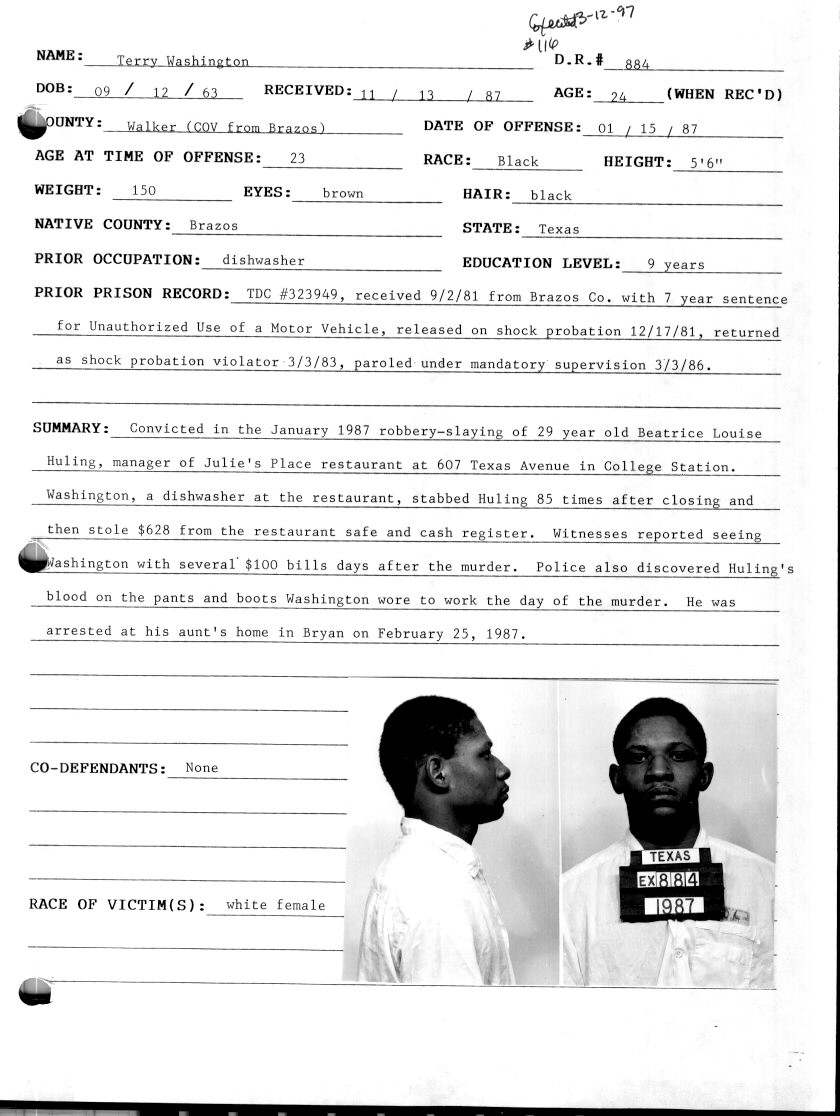 Executed 3-12-97
#116
NAME: Terry Washington D.R.# 884
DOB: 09 / 12 / 63 RECEIVED: 11 / 13 / 87 AGE: 24 (WHEN REC'D)
OUNTY: Walker (COV from Brazos) DATE OF OFFENSE: 01 / 15 / 87
AGE AT TIME OF OFFENSE: 23 RACE: Black HEIGHT: 5'6"
WEIGHT: 150 EYES: brown HAIR: black
NATIVE COUNTY: Brazos STATE: Texas
PRIOR OCCUPATION: dishwasher EDUCATION LEVEL: 9 years
PRIOR PRISON RECORD: TDC #323949, received 9/2/81 from Brazos Co. with 7 year sentence
for Unauthorized Use of a Motor Vehicle, released on shock probation 12/17/81, returned
as shock probation violator 3/3/83, paroled under mandatory supervision 3/3/86.
SUMMARY: Convicted in the January 1987 robbery-slaying of 29 year old Beatrice Louise
Huling, manager of Julie's Place restaurant at 607 Texas Avenue in College Station.
Washington, a dishwasher at the restaurant, stabbed Huling 85 times after closing and
then stole $628 from the restaurant safe and cash register. Witnesses reported seeing
Washington with several $100 bills days after the murder. Police also discovered Huling's
blood on the pants and boots Washington wore to work the day of the murder. He was
arrested at his aunt's home in Bryan on February 25, 1987.
CO-DEFENDANTS: None
RACE OF VICTIM(S): white female
TEXAS
EX884
1987